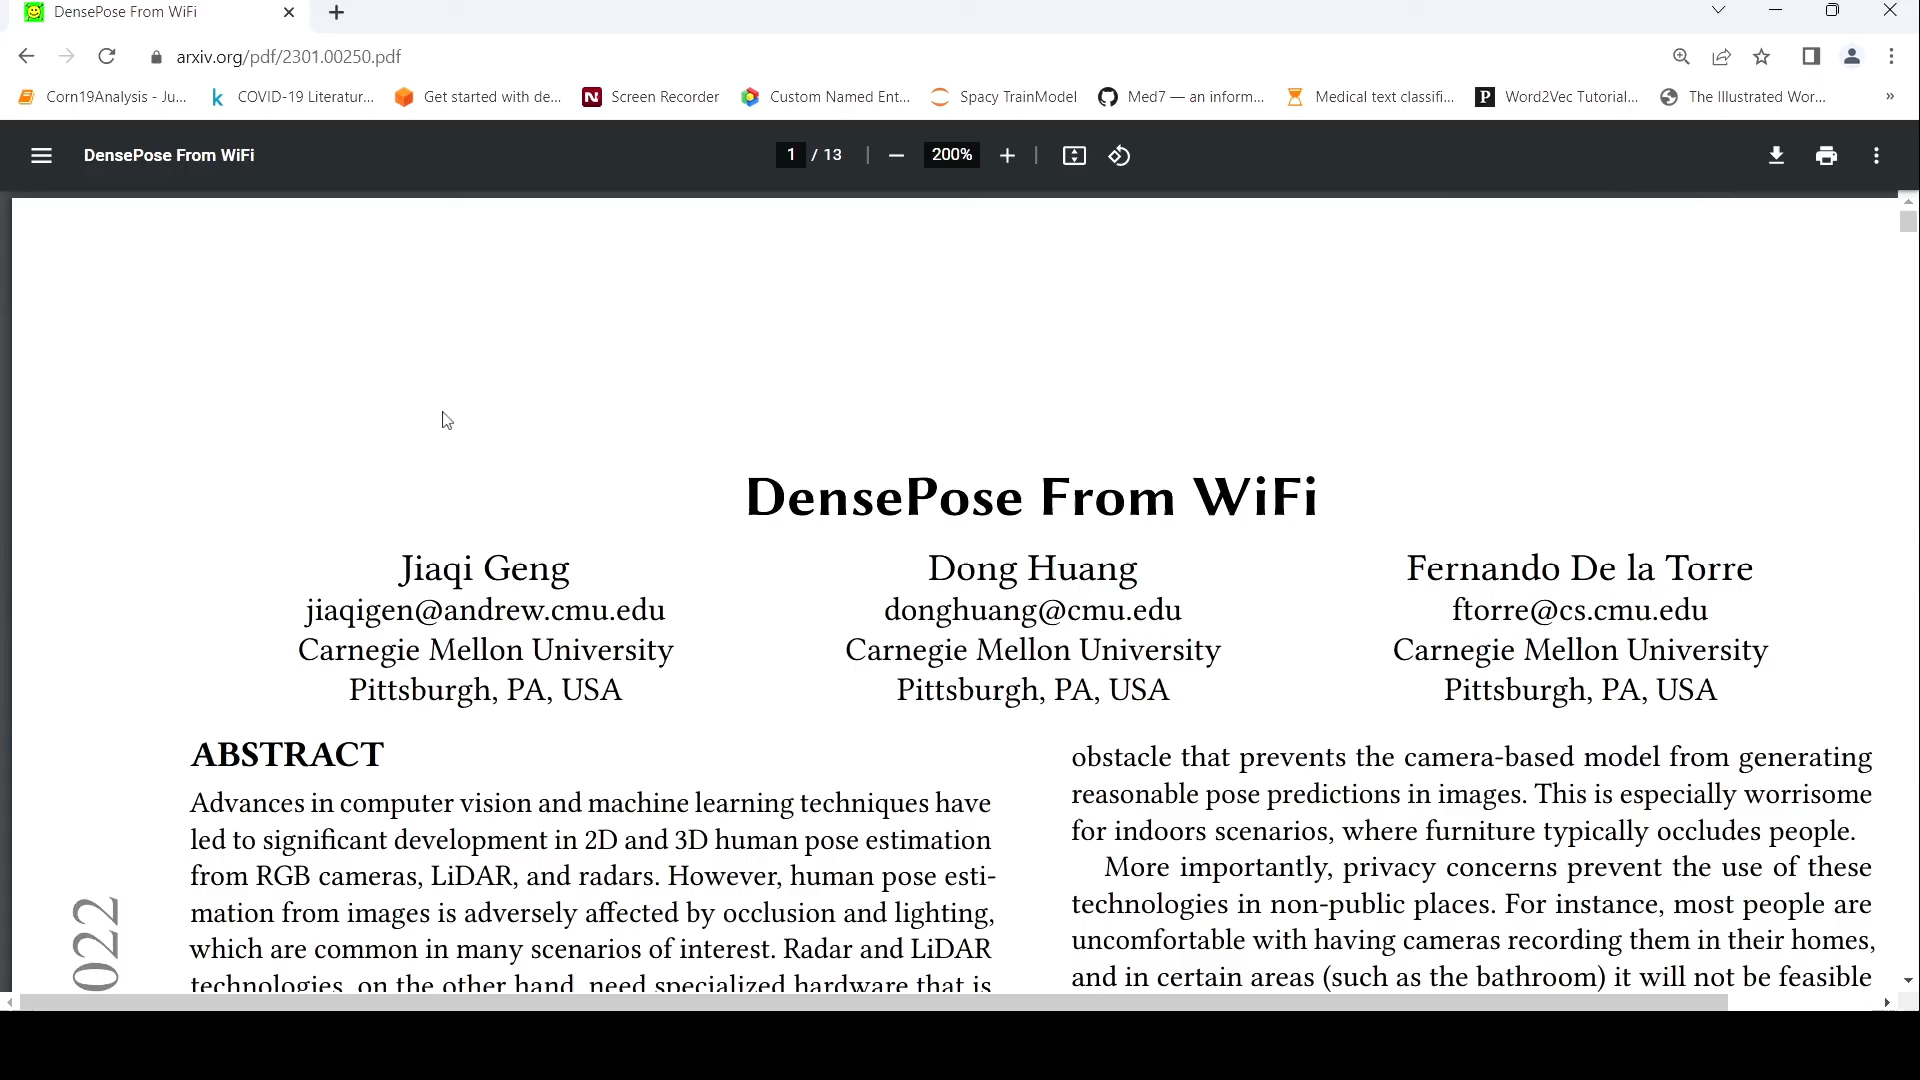 DensePose From WiFi
arxiv.org/pdf/2301.00250.pdf
Corn19Analysis - Ju...
COVID-19 Literatur...
Get started with de...
Screen Recorder
Custom Named Ent...
Spacy TrainModel
Med7 — an inform...
Medical text classifi...
Word2Vec Tutorial...
The Illustrated Wor...
»
DensePose From WiFi
1 / 13
200%
DensePose From WiFi
Jiaqi Geng
jiaqigen@andrew.cmu.edu
Carnegie Mellon University
Pittsburgh, PA, USA
Dong Huang
donghuang@cmu.edu
Carnegie Mellon University
Pittsburgh, PA, USA
Fernando De la Torre
ftorre@cs.cmu.edu
Carnegie Mellon University
Pittsburgh, PA, USA
ABSTRACT
Advances in computer vision and machine learning techniques have
led to significant development in 2D and 3D human pose estimation
from RGB cameras, LiDAR, and radars. However, human pose esti-
mation from images is adversely affected by occlusion and lighting,
which are common in many scenarios of interest. Radar and LiDAR
technologies, on the other hand, need specialized hardware that is
obstacle that prevents the camera-based model from generating
reasonable pose predictions in images. This is especially worrisome
for indoors scenarios, where furniture typically occludes people.
More importantly, privacy concerns prevent the use of these
technologies in non-public places. For instance, most people are
uncomfortable with having cameras recording them in their homes,
and in certain areas (such as the bathroom) it will not be feasible
022